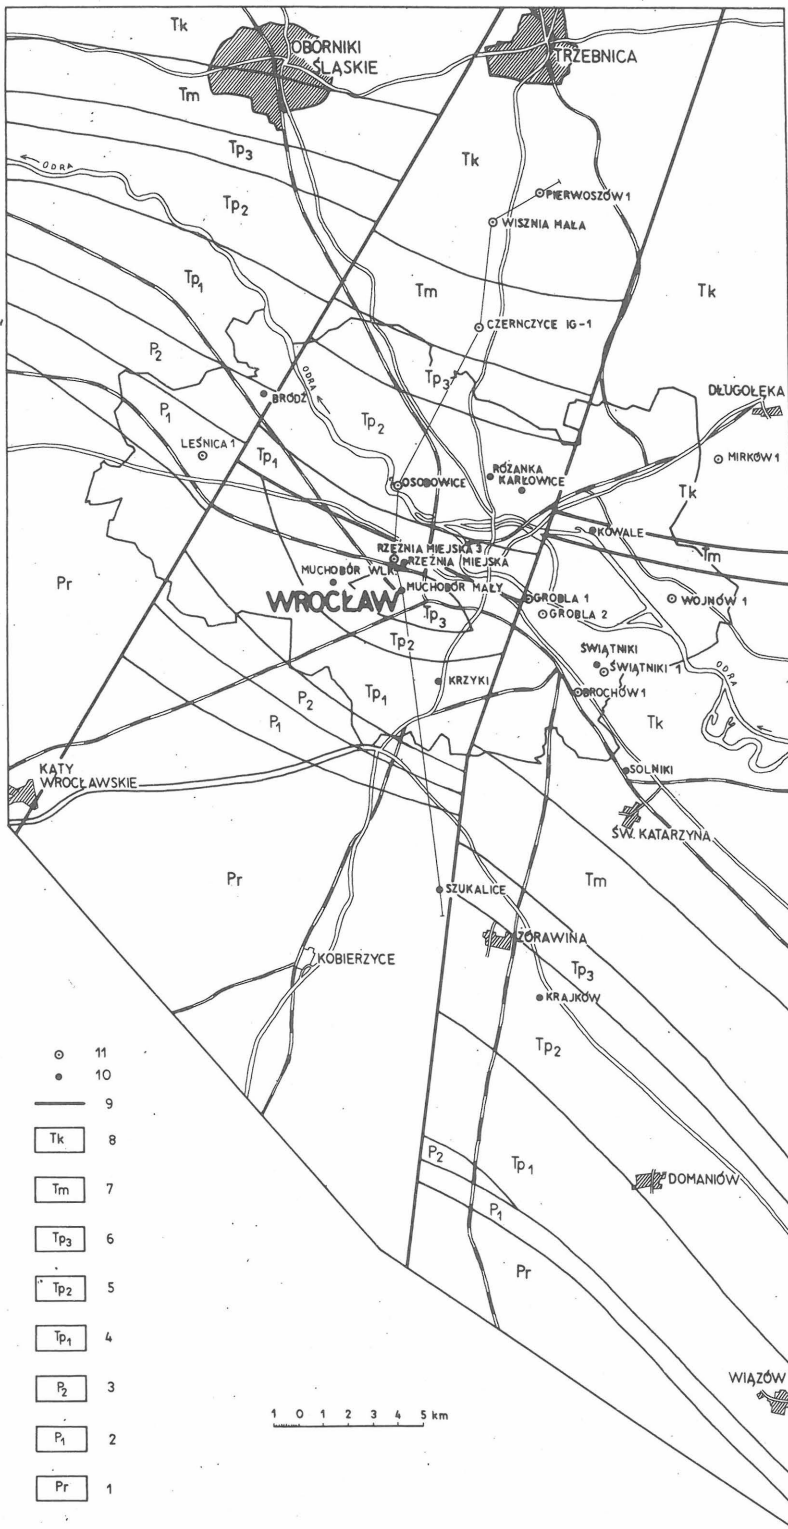 Tk
OBORNIKI
ŚLĄSKIE
TRZEBNICA
Tm
Tk
Tp3
ODRA
PIERWOSZÓW 1
Tp2
WISZNIA MAŁA
Tp1
Tm
Tk
CZERNCZYCE IG-1
P2
Tp3
ODRA
BRODŹ
DŁUGOŁĘKA
P1
Tp2
LEŚNICA 1
Tp1
MIRKÓW 1
RÓŻANKA
KARŁOWICE
OSOBOWICE
Tk
KOWALE
RZEŹNIA MIEJSKA 3
RZEŹNIA MIEJSKA
Tm
MUCHOBÓR WLK.
Pr
MUCHOBÓR MAŁY
WROCŁAW
GROBLA 1
WOJNÓW 1
Tp3
GROBLA 2
Tp2
ŚWIĄTNIKI
ŚWIĄTNIKI 1
ODRA
KRZYKI
Tp1
BROCHÓW 1
P2
P1
Tk
KĄTY
WROCŁAWSKIE
SOLNIKI
ŚW. KATARZYNA
Pr
Tm
SZUKALICE
ŻÓRAWINA
KOBIERZYCE
Tp3
KRAJKÓW
Tp2
11
10
9
Tk 8
P2
Tp1
DOMANIÓW
Tm 7
P1
Tp3 6
Pr
Tp2 5
Tp1 4
P2 3
WIĄZÓW
1 0 1 2 3 4 5 km
P1 2
Pr 1